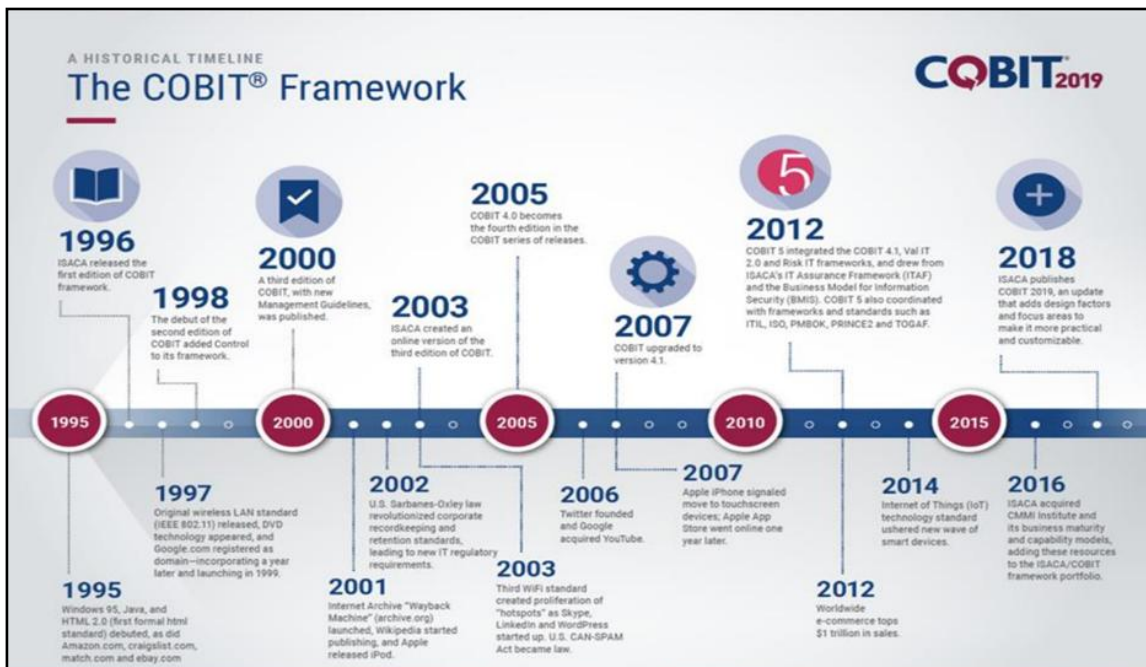 A HISTORICAL TIMELINE
The COBIT® Framework
COBIT® 2019
1996
ISACA released the
first edition of COBIT
framework.
1998
The debut of the
second edition of
COBIT added Control
to its framework.
2000
A third edition of
COBIT, with new
Management Guidelines,
was published.
2003
ISACA created an
online version of the
third edition of COBIT.
2005
COBIT 4.0 becomes
the fourth edition in the
COBIT series of releases.
2007
COBIT upgraded to
version 4.1.
5
2012
COBIT 5 integrated the COBIT 4.1, Val IT
2.0 and Risk IT frameworks, and drew from
ISACA's IT Assurance Framework (ITAF)
and the Business Model for Information
Security (BMIS). COBIT 5 also coordinated
with frameworks and standards such as
ITIL, ISO, PMBOK, PRINCE2 and TOGAF.
2018
ISACA publishes
COBIT 2019, an update
that adds design factors
and focus areas to
make it more practical
and customizable.
1995
2000
2005
2010
2015
1995
Windows 95, Java, and
HTML 2.0 (first formal html
standard) debuted, as did
Amazon.com, craigslist.com,
match.com and ebay.com
1997
Original wireless LAN standard
(IEEE 802.11) released, DVD
technology appeared, and
Google.com registered as
domain—incorporating a year
later and launching in 1999.
2001
Internet Archive "Wayback
Machine" (archive.org)
launched, Wikipedia started
publishing, and Apple
released iPod.
2002
U.S. Sarbanes-Oxley law
revolutionized corporate
recordkeeping and
retention standards,
leading to new IT regulatory
requirements.
2003
Third WiFi standard
created proliferation of
"hotspots" as Skype,
LinkedIn and WordPress
started up. U.S. CAN-SPAM
Act became law.
2006
Twitter founded
and Google
acquired YouTube.
2007
Apple iPhone signaled
move to touchscreen
devices; Apple App
Store went online one
year later.
2012
Worldwide
e-commerce tops
$1 trillion in sales.
2014
Internet of Things (IoT)
technology standard
ushered new wave of
smart devices.
2016
ISACA acquired
CMMI Institute and
its business maturity
and capability models,
adding these resources
to the ISACA/COBIT
framework portfolio.